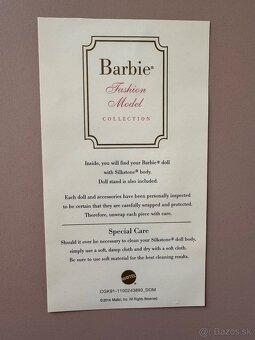 Barbie®
Fashion
Model
COLLECTION
Inside, you will find your Barbie® doll
with Silkstone® body.
Doll stand is also included.
Each doll and accessories have been personally inspected
to be certain that they are carefully wrapped and protected.
Therefore, unwrap each piece with care.
Special Care
Should it ever be necessary to clean your Silkstone® doll body,
simply use a soft, damp cloth and dry with a soft cloth.
Be sure to use soft material for the best cleaning results.
MATTEL
CGK91-1100243893_DOM
©2014 Mattel, Inc. All Rights Reserved.
bazos.sk